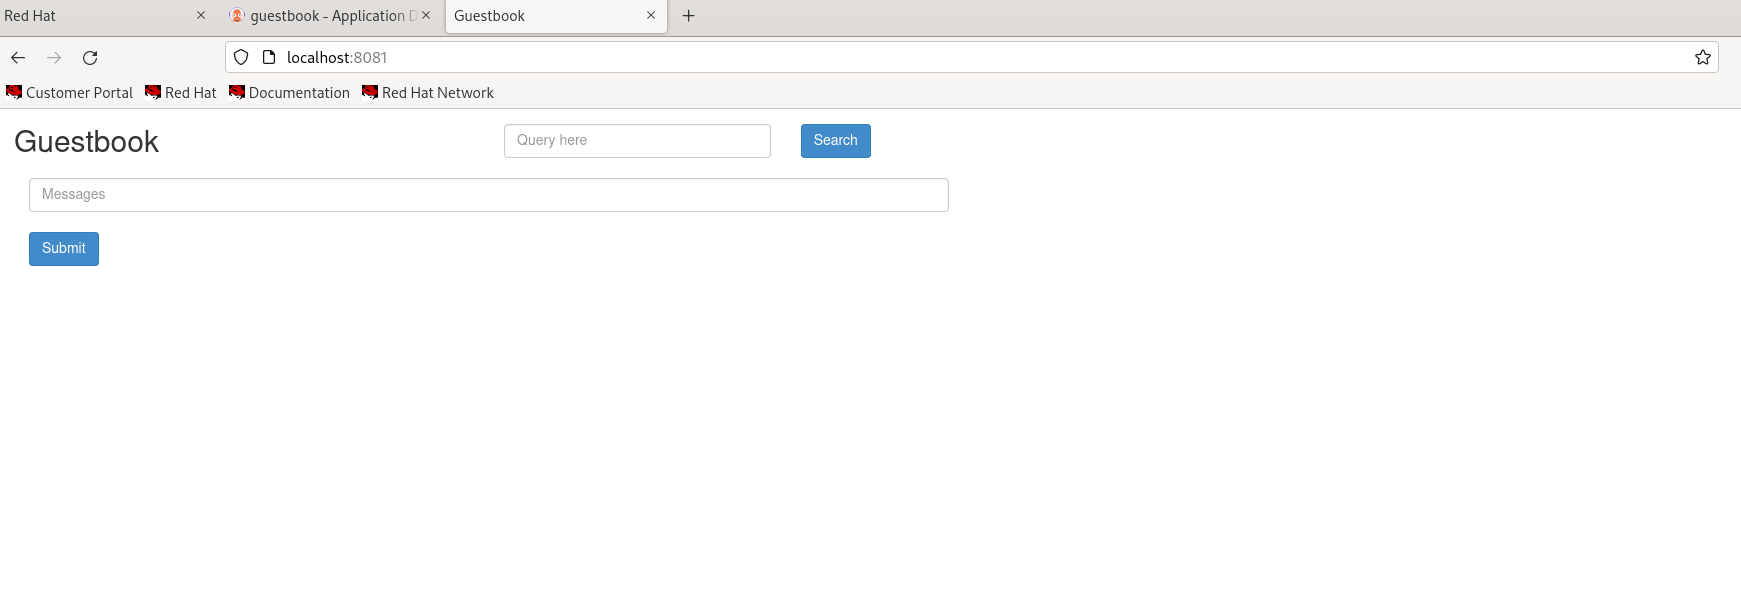 Red Hat guestbook - Application D Guestbook
localhost:8081
Customer Portal Red Hat Documentation Red Hat Network
Guestbook Query here Search
Messages
Submit